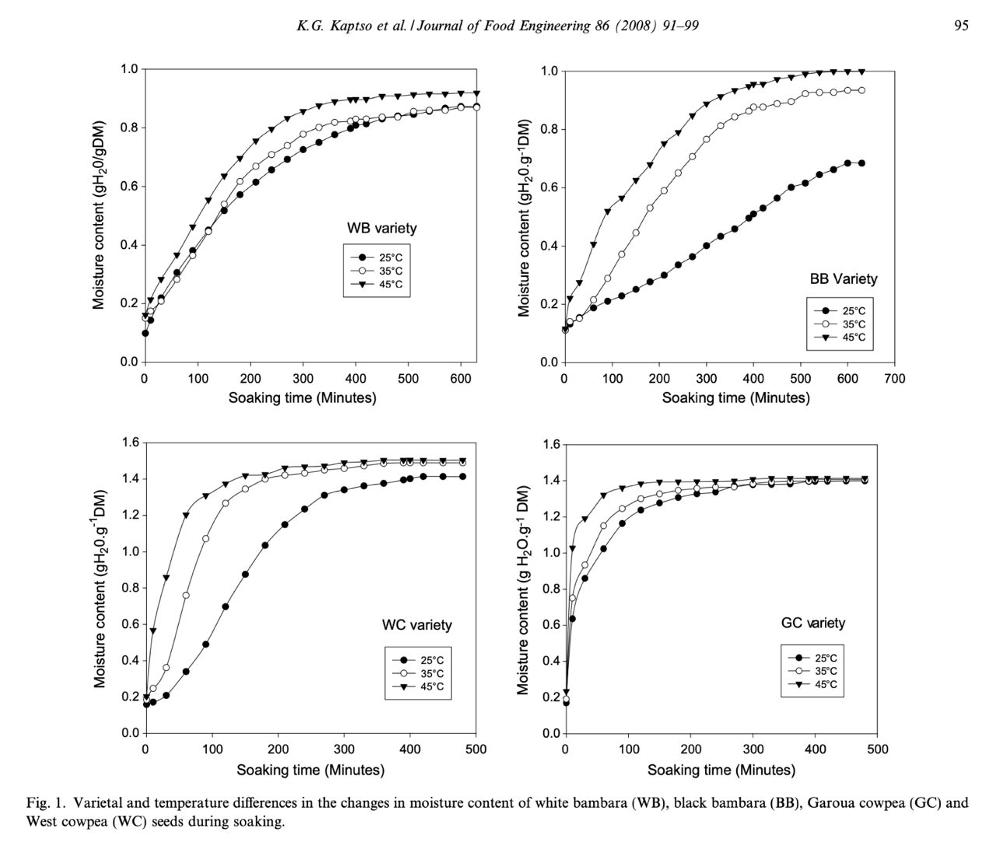 K.G. Kaptso et al. / Journal of Food Engineering 86 (2008) 91–99
95
1.0
0.8
0.6
0.4
0.2
0.0
Moisture content (gH20/gDM)
WB variety
25°C
35°C
45°C
0 100 200 300 400 500 600
Soaking time (Minutes)
1.0
0.8
0.6
0.4
0.2
0.0
Moisture content (gH20.g-1DM)
BB Variety
25°C
35°C
45°C
0 100 200 300 400 500 600 700
Soaking time (Minutes)
1.6
1.4
1.2
1.0
0.8
0.6
0.4
0.2
0.0
Moisture content (gH20.g-1DM)
WC variety
25°C
35°C
45°C
0 100 200 300 400 500
Soaking time (Minutes)
1.6
1.4
1.2
1.0
0.8
0.6
0.4
0.2
0.0
Moisture content (g H2O.g-1 DM)
GC variety
25°C
35°C
45°C
0 100 200 300 400 500
Soaking time (Minutes)
Fig. 1. Varietal and temperature differences in the changes in moisture content of white bambara (WB), black bambara (BB), Garoua cowpea (GC) and
West cowpea (WC) seeds during soaking.